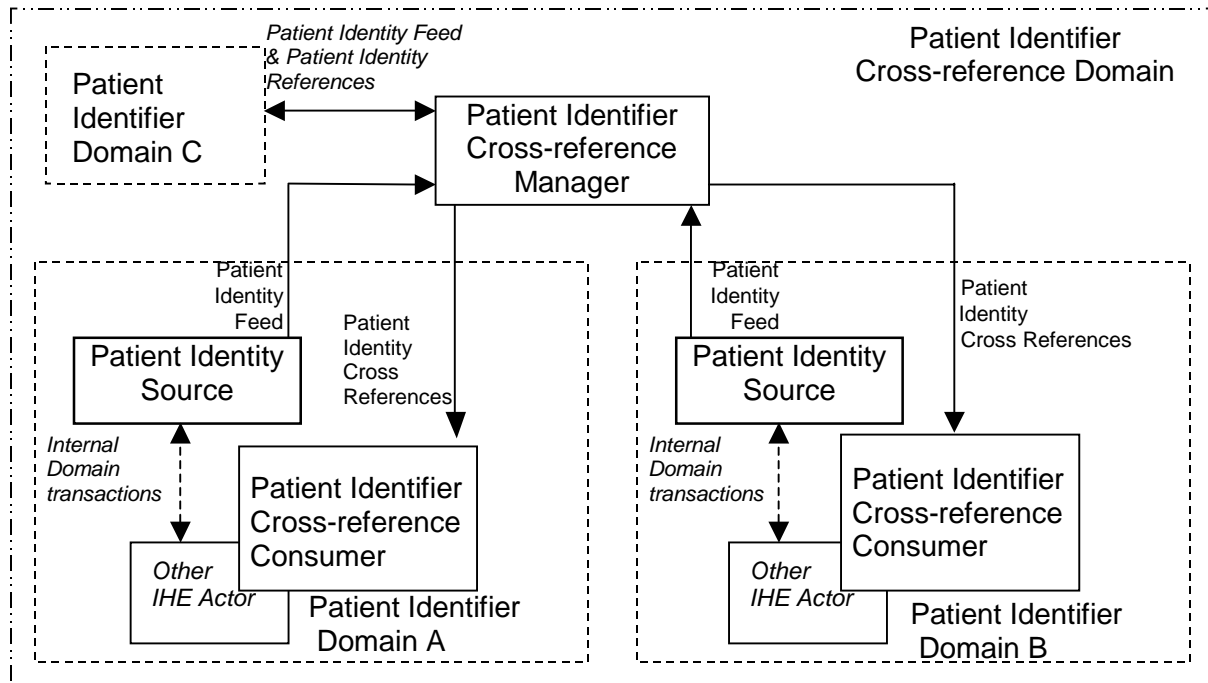 Patient Identity Feed
& Patient Identity
References
Patient Identifier
Cross-reference Domain
Patient
Identifier
Domain C
Patient Identifier
Cross-reference
Manager
Patient
Identity
Feed
Patient
Identity
Cross
References
Patient Identity
Source
Internal
Domain
transactions
Patient Identifier
Cross-reference
Consumer
Other
IHE Actor
Patient Identifier
Domain A
Patient
Identity
Feed
Patient
Identity
Cross References
Patient Identity
Source
Internal
Domain
transactions
Patient Identifier
Cross-reference
Consumer
Other
IHE Actor
Patient Identifier
Domain B